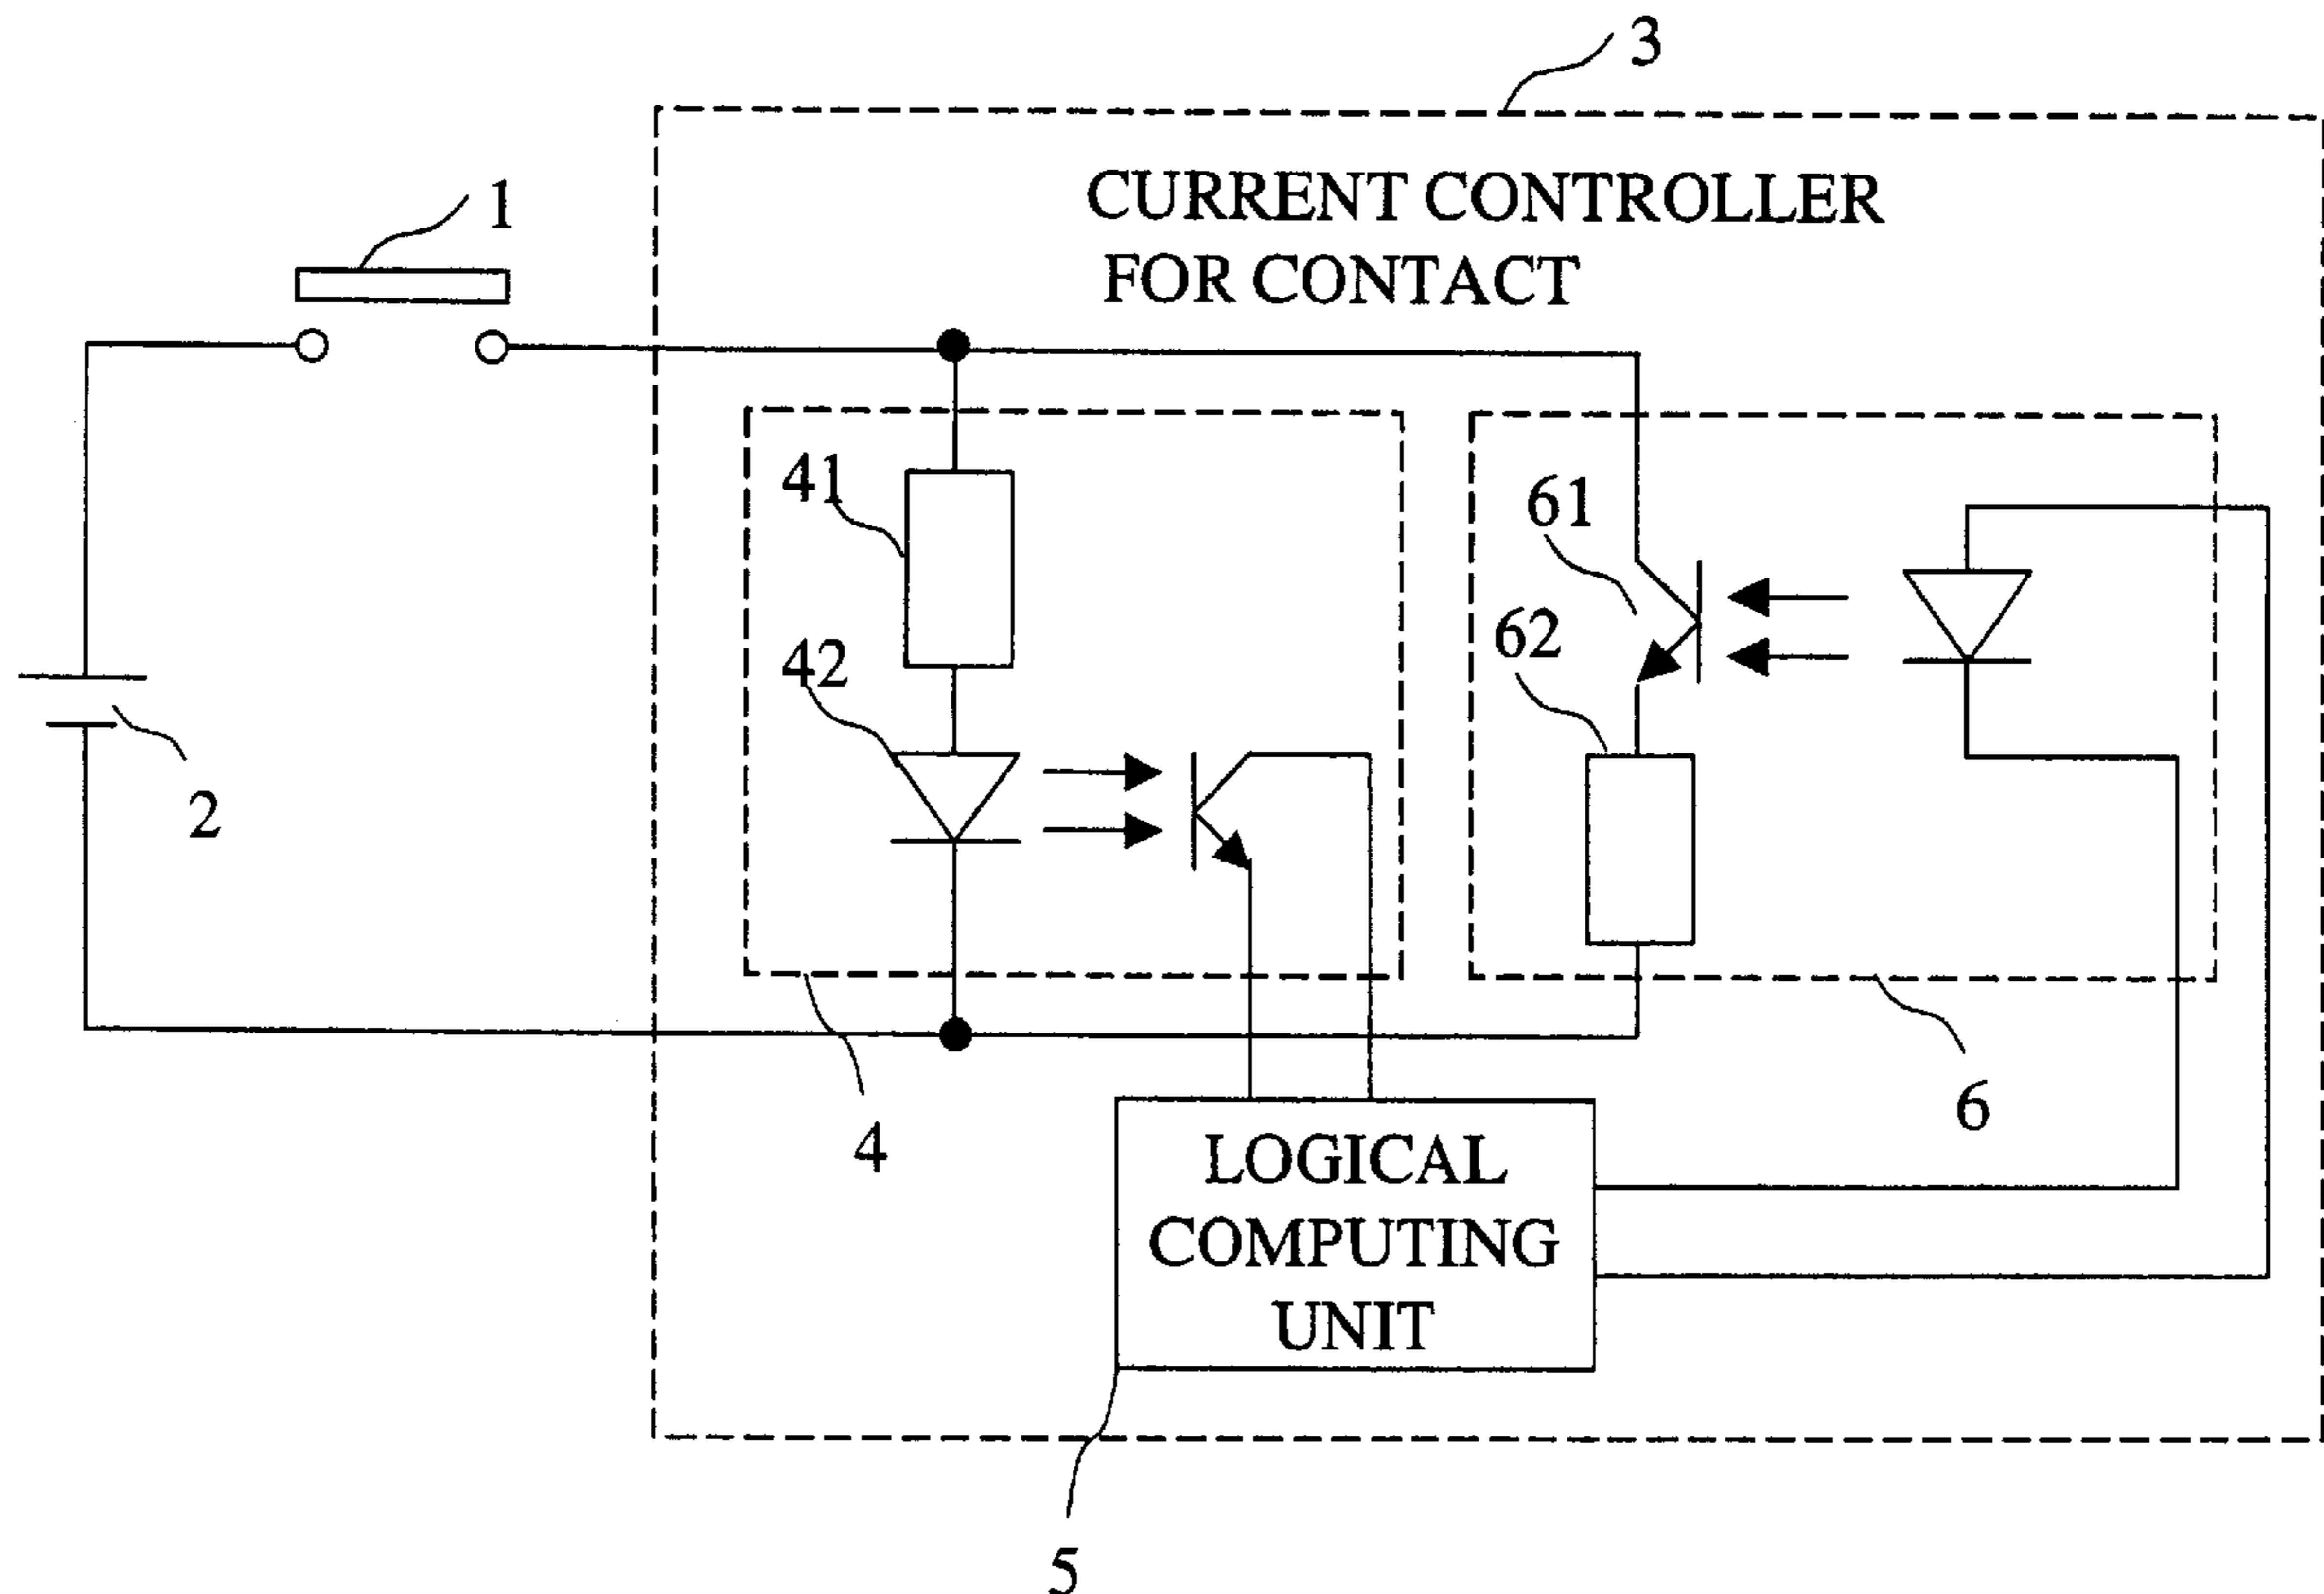 3
1
CURRENT CONTROLLER
FOR CONTACT
41
61
62
42
2
6
4
LOGICAL
COMPUTING
UNIT
5